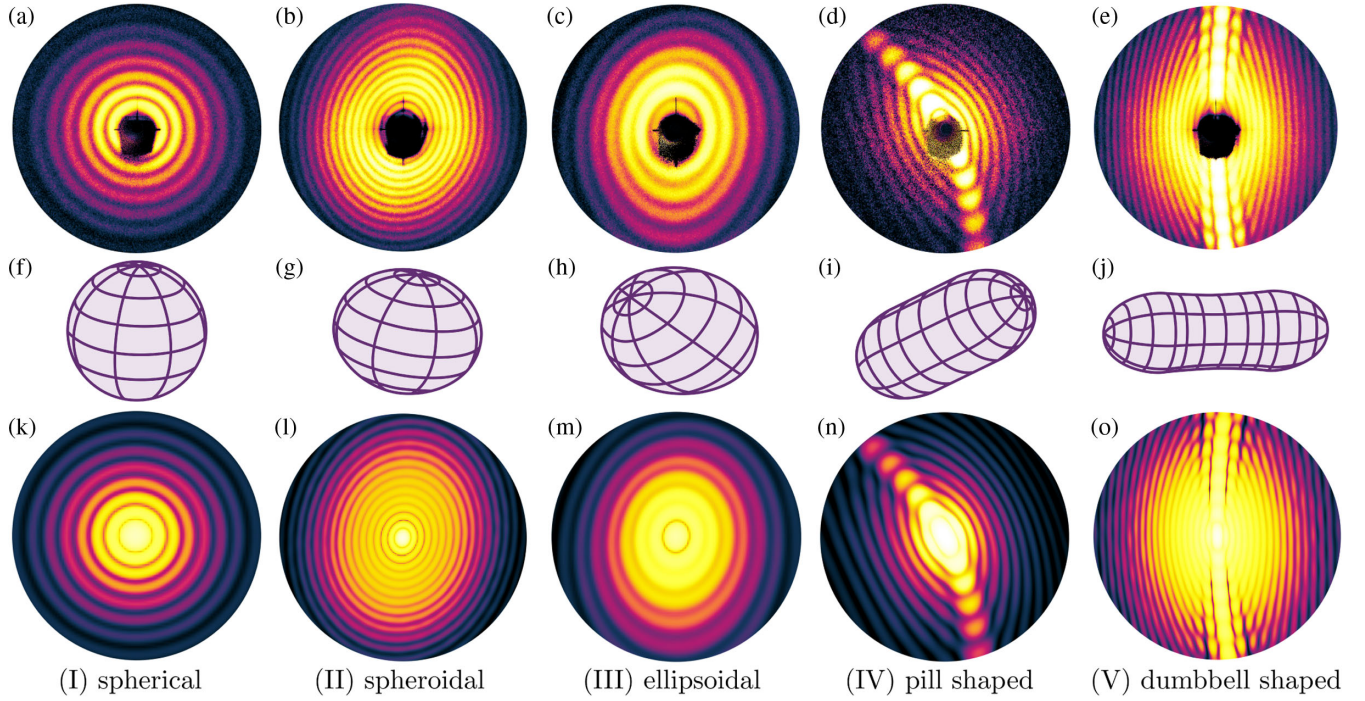 (a) (b) (c) (d) (e)
(f) (g) (h) (i) (j)
(k) (l) (m) (n) (o)
(I) spherical (II) spheroidal (III) ellipsoidal (IV) pill shaped (V) dumbbell shaped